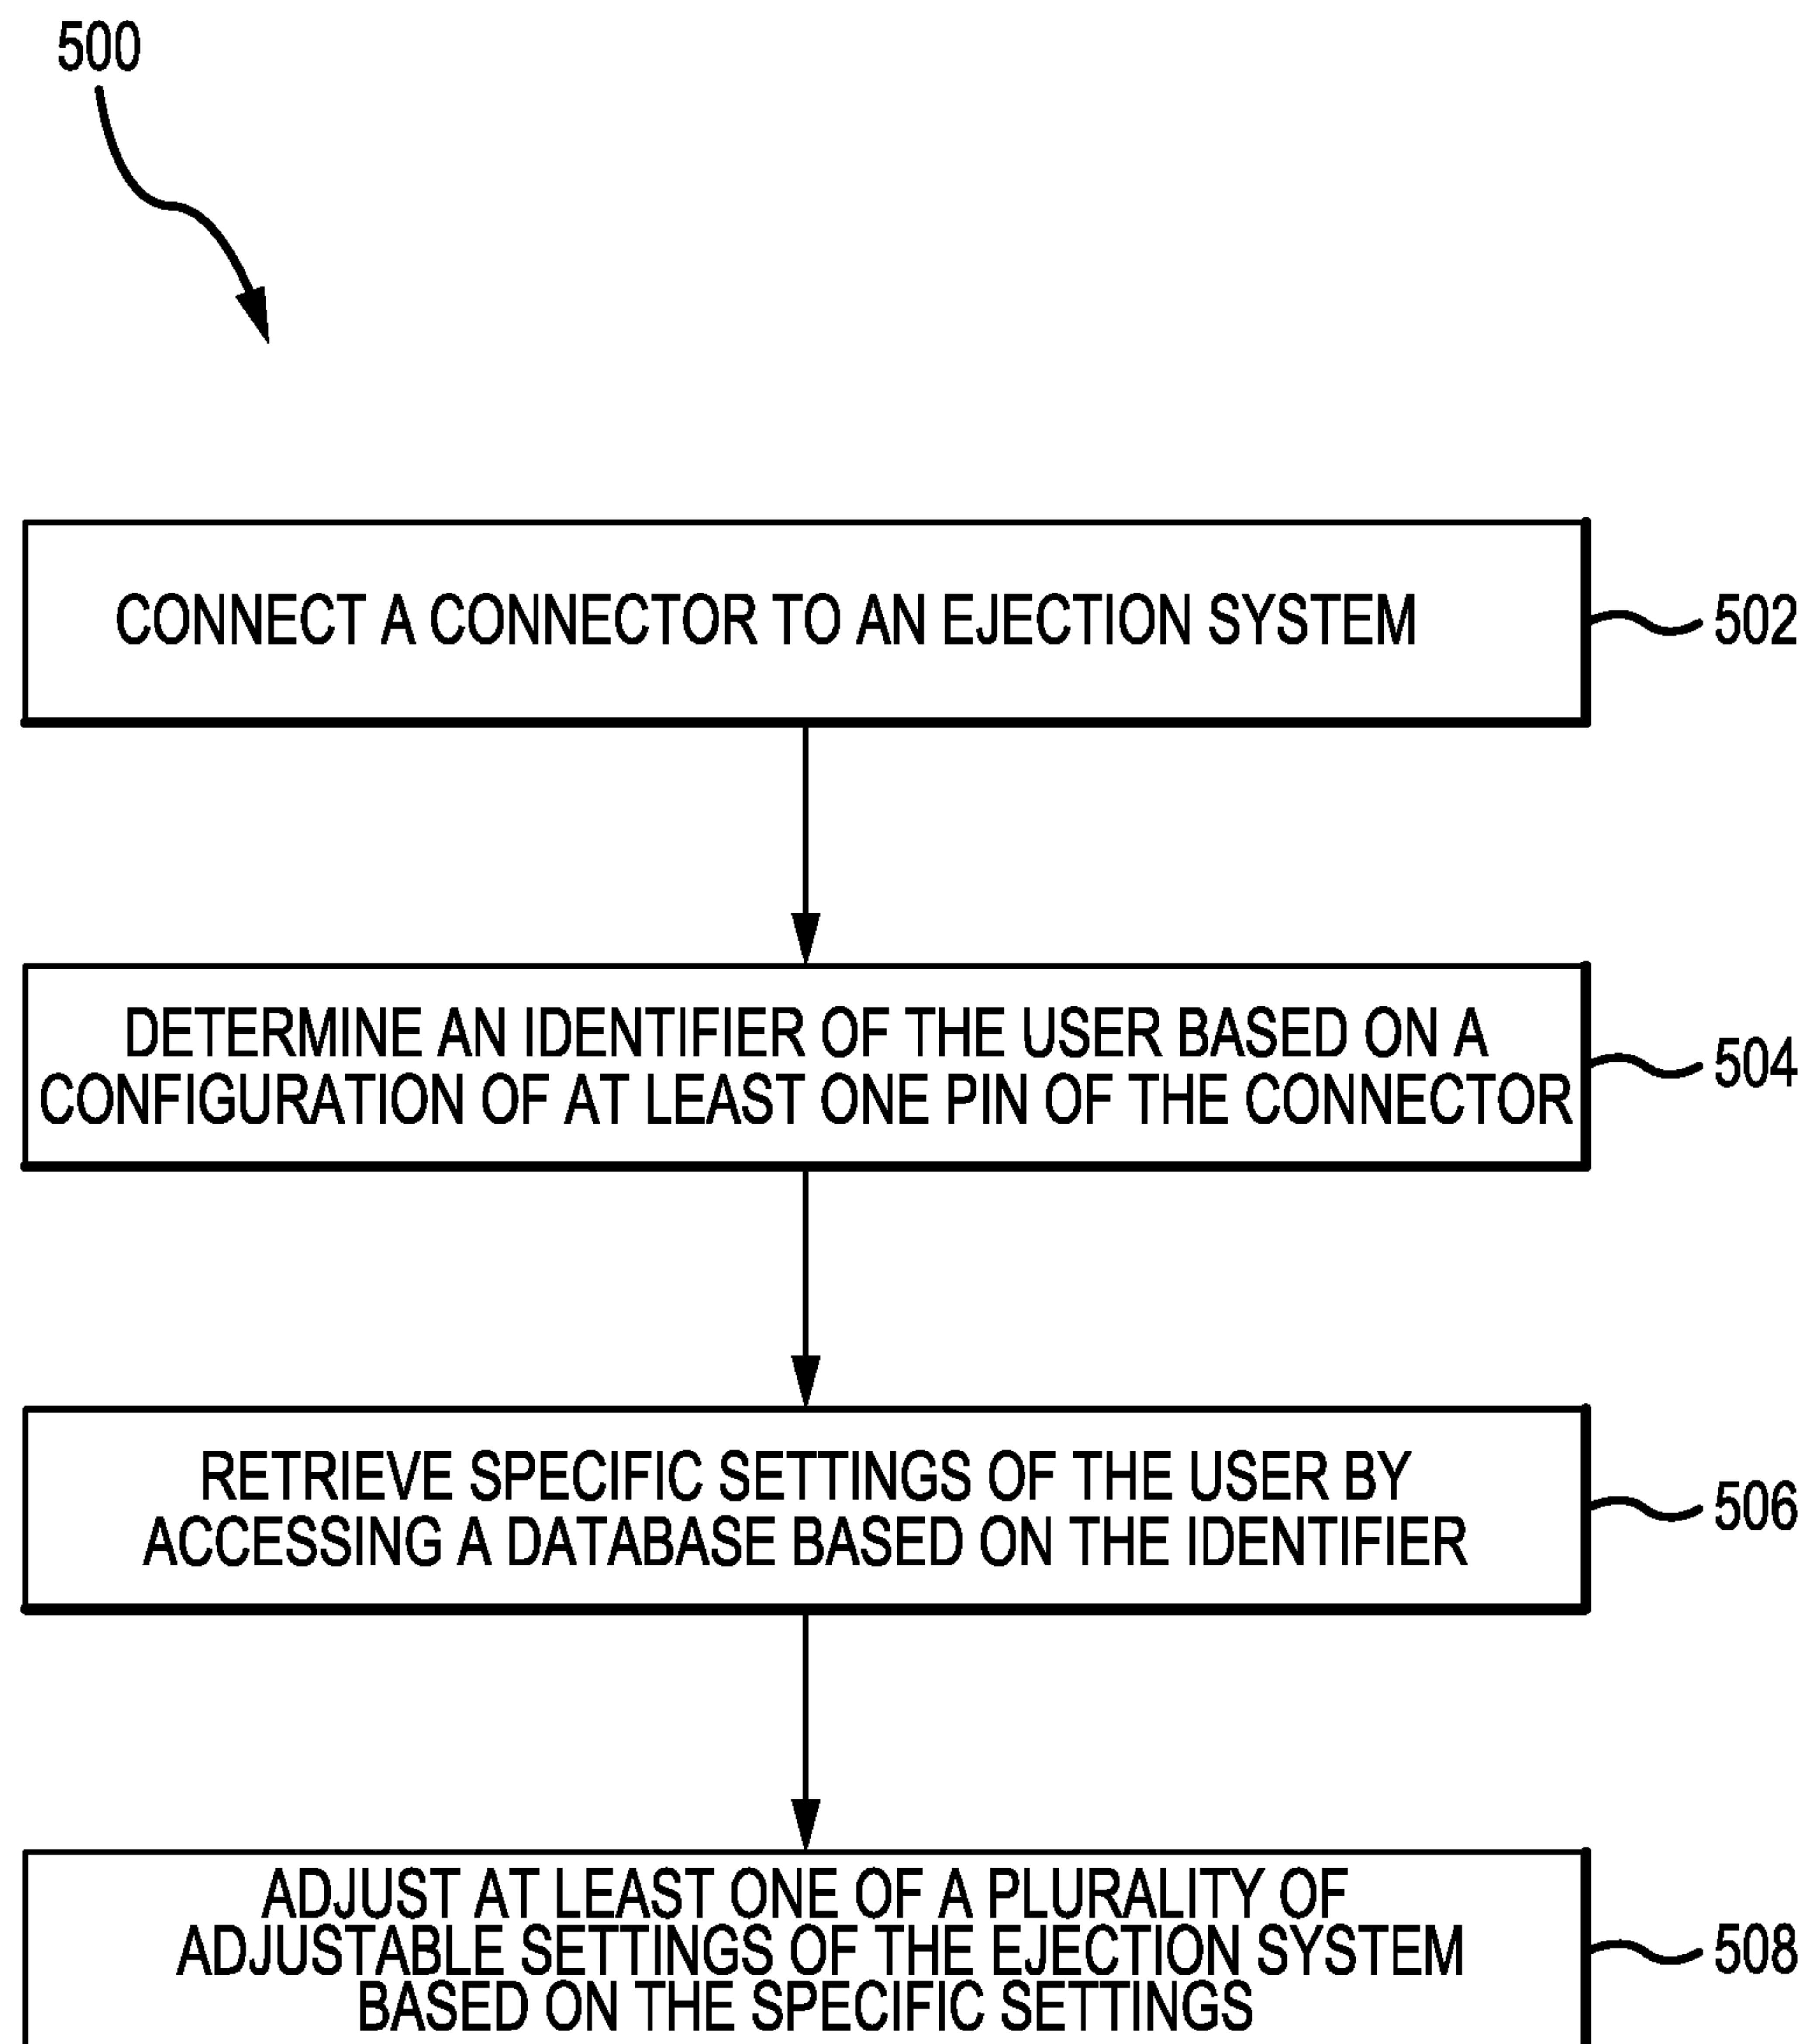 500
CONNECT A CONNECTOR TO AN EJECTION SYSTEM
502
DETERMINE AN IDENTIFIER OF THE USER BASED ON A
CONFIGURATION OF AT LEAST ONE PIN OF THE CONNECTOR
504
RETRIEVE SPECIFIC SETTINGS OF THE USER BY
ACCESSING A DATABASE BASED ON THE IDENTIFIER
506
ADJUST AT LEAST ONE OF A PLURALITY OF
ADJUSTABLE SETTINGS OF THE EJECTION SYSTEM
BASED ON THE SPECIFIC SETTINGS
508